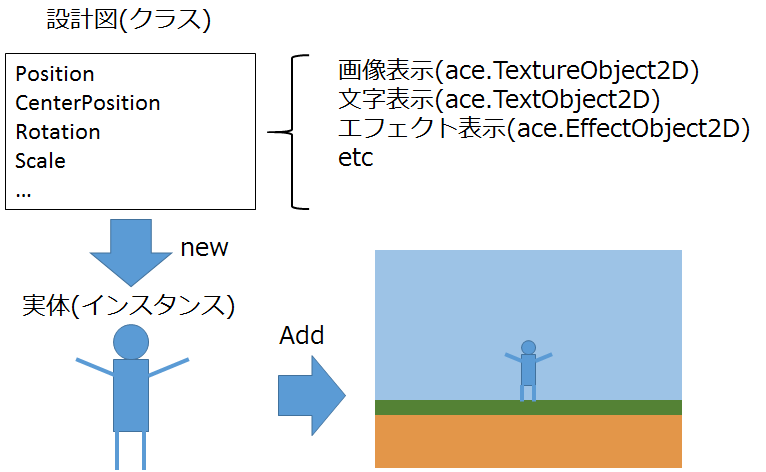 設計図(クラス)
Position
CenterPosition
Rotation
Scale
...
画像表示(ace.TextureObject2D)
文字表示(ace.TextObject2D)
エフェクト表示(ace.EffectObject2D)
etc
new
実体(インスタンス)
Add